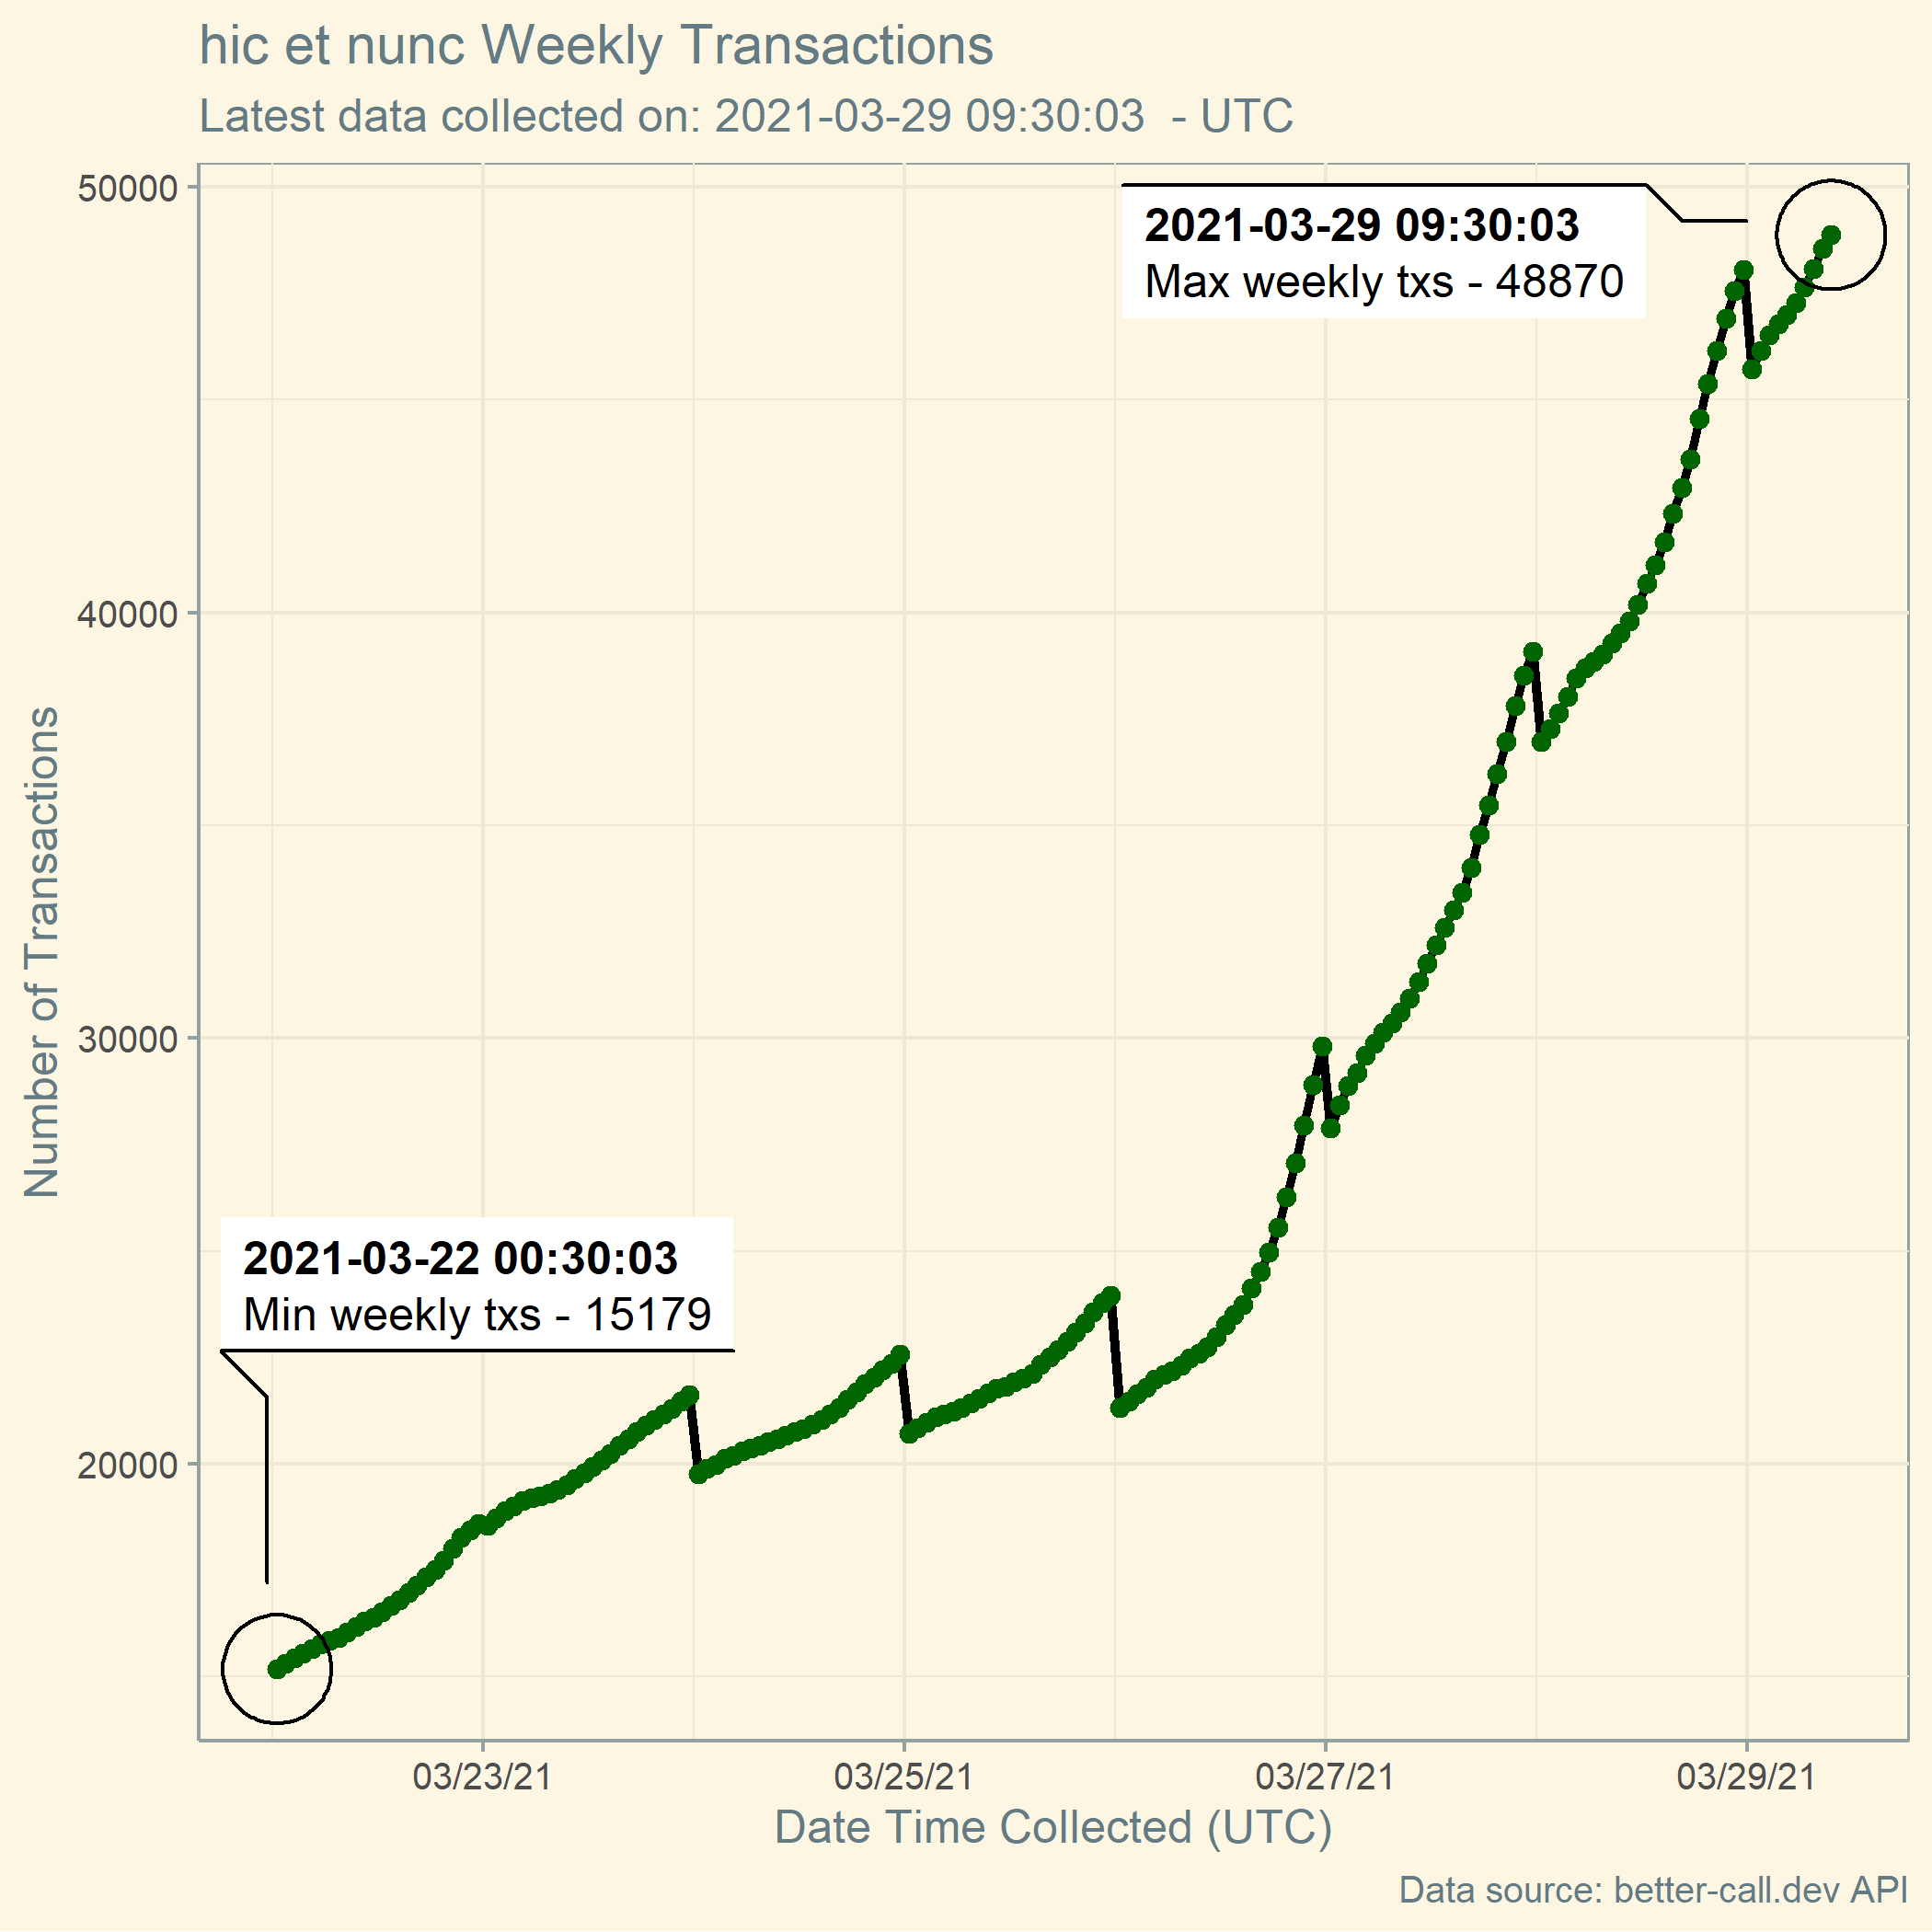 hic et nunc Weekly Transactions
Latest data collected on: 2021-03-29 09:30:03 - UTC
50000
2021-03-29 09:30:03
Max weekly txs - 48870
40000
Number of Transactions
30000
2021-03-22 00:30:03
Min weekly txs - 15179
20000
03/23/21
03/25/21
03/27/21
03/29/21
Date Time Collected (UTC)
Data source: better-call.dev API